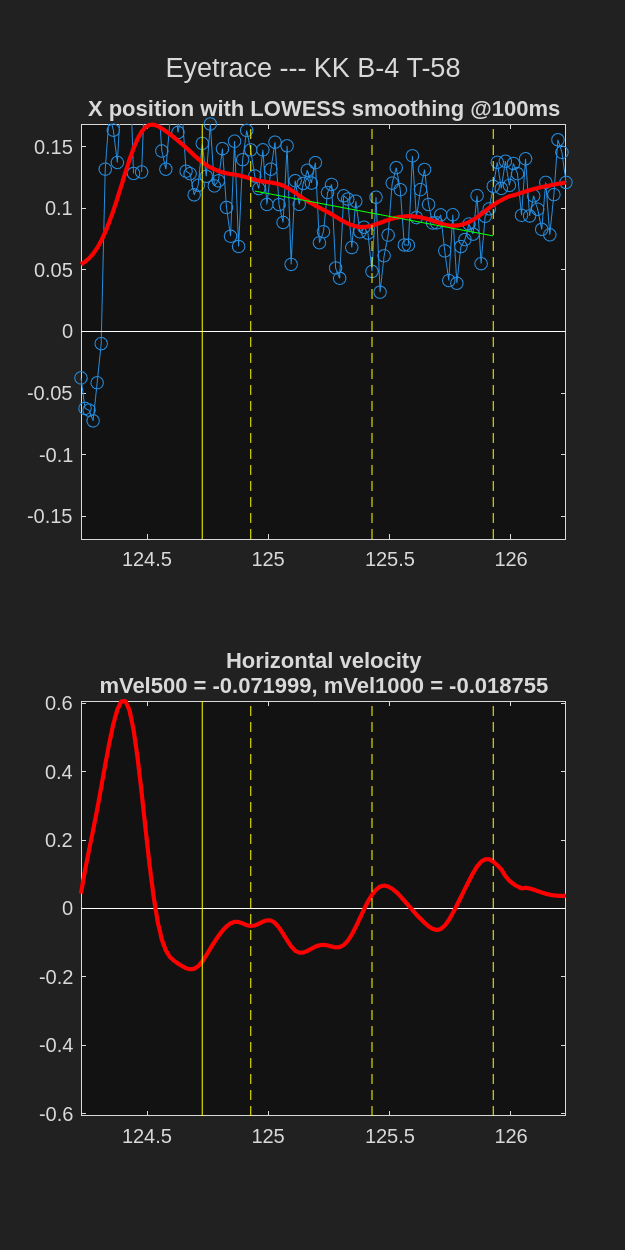 Eyetrace --- KK B-4 T-58
X position with LOWESS smoothing @100ms
0.15
0.1
0.05
0
-0.05
-0.1
-0.15
124.5 125 125.5 126
Horizontal velocity
mVel500 = -0.071999, mVel1000 = -0.018755
0.6
0.4
0.2
0
-0.2
-0.4
-0.6
124.5 125 125.5 126